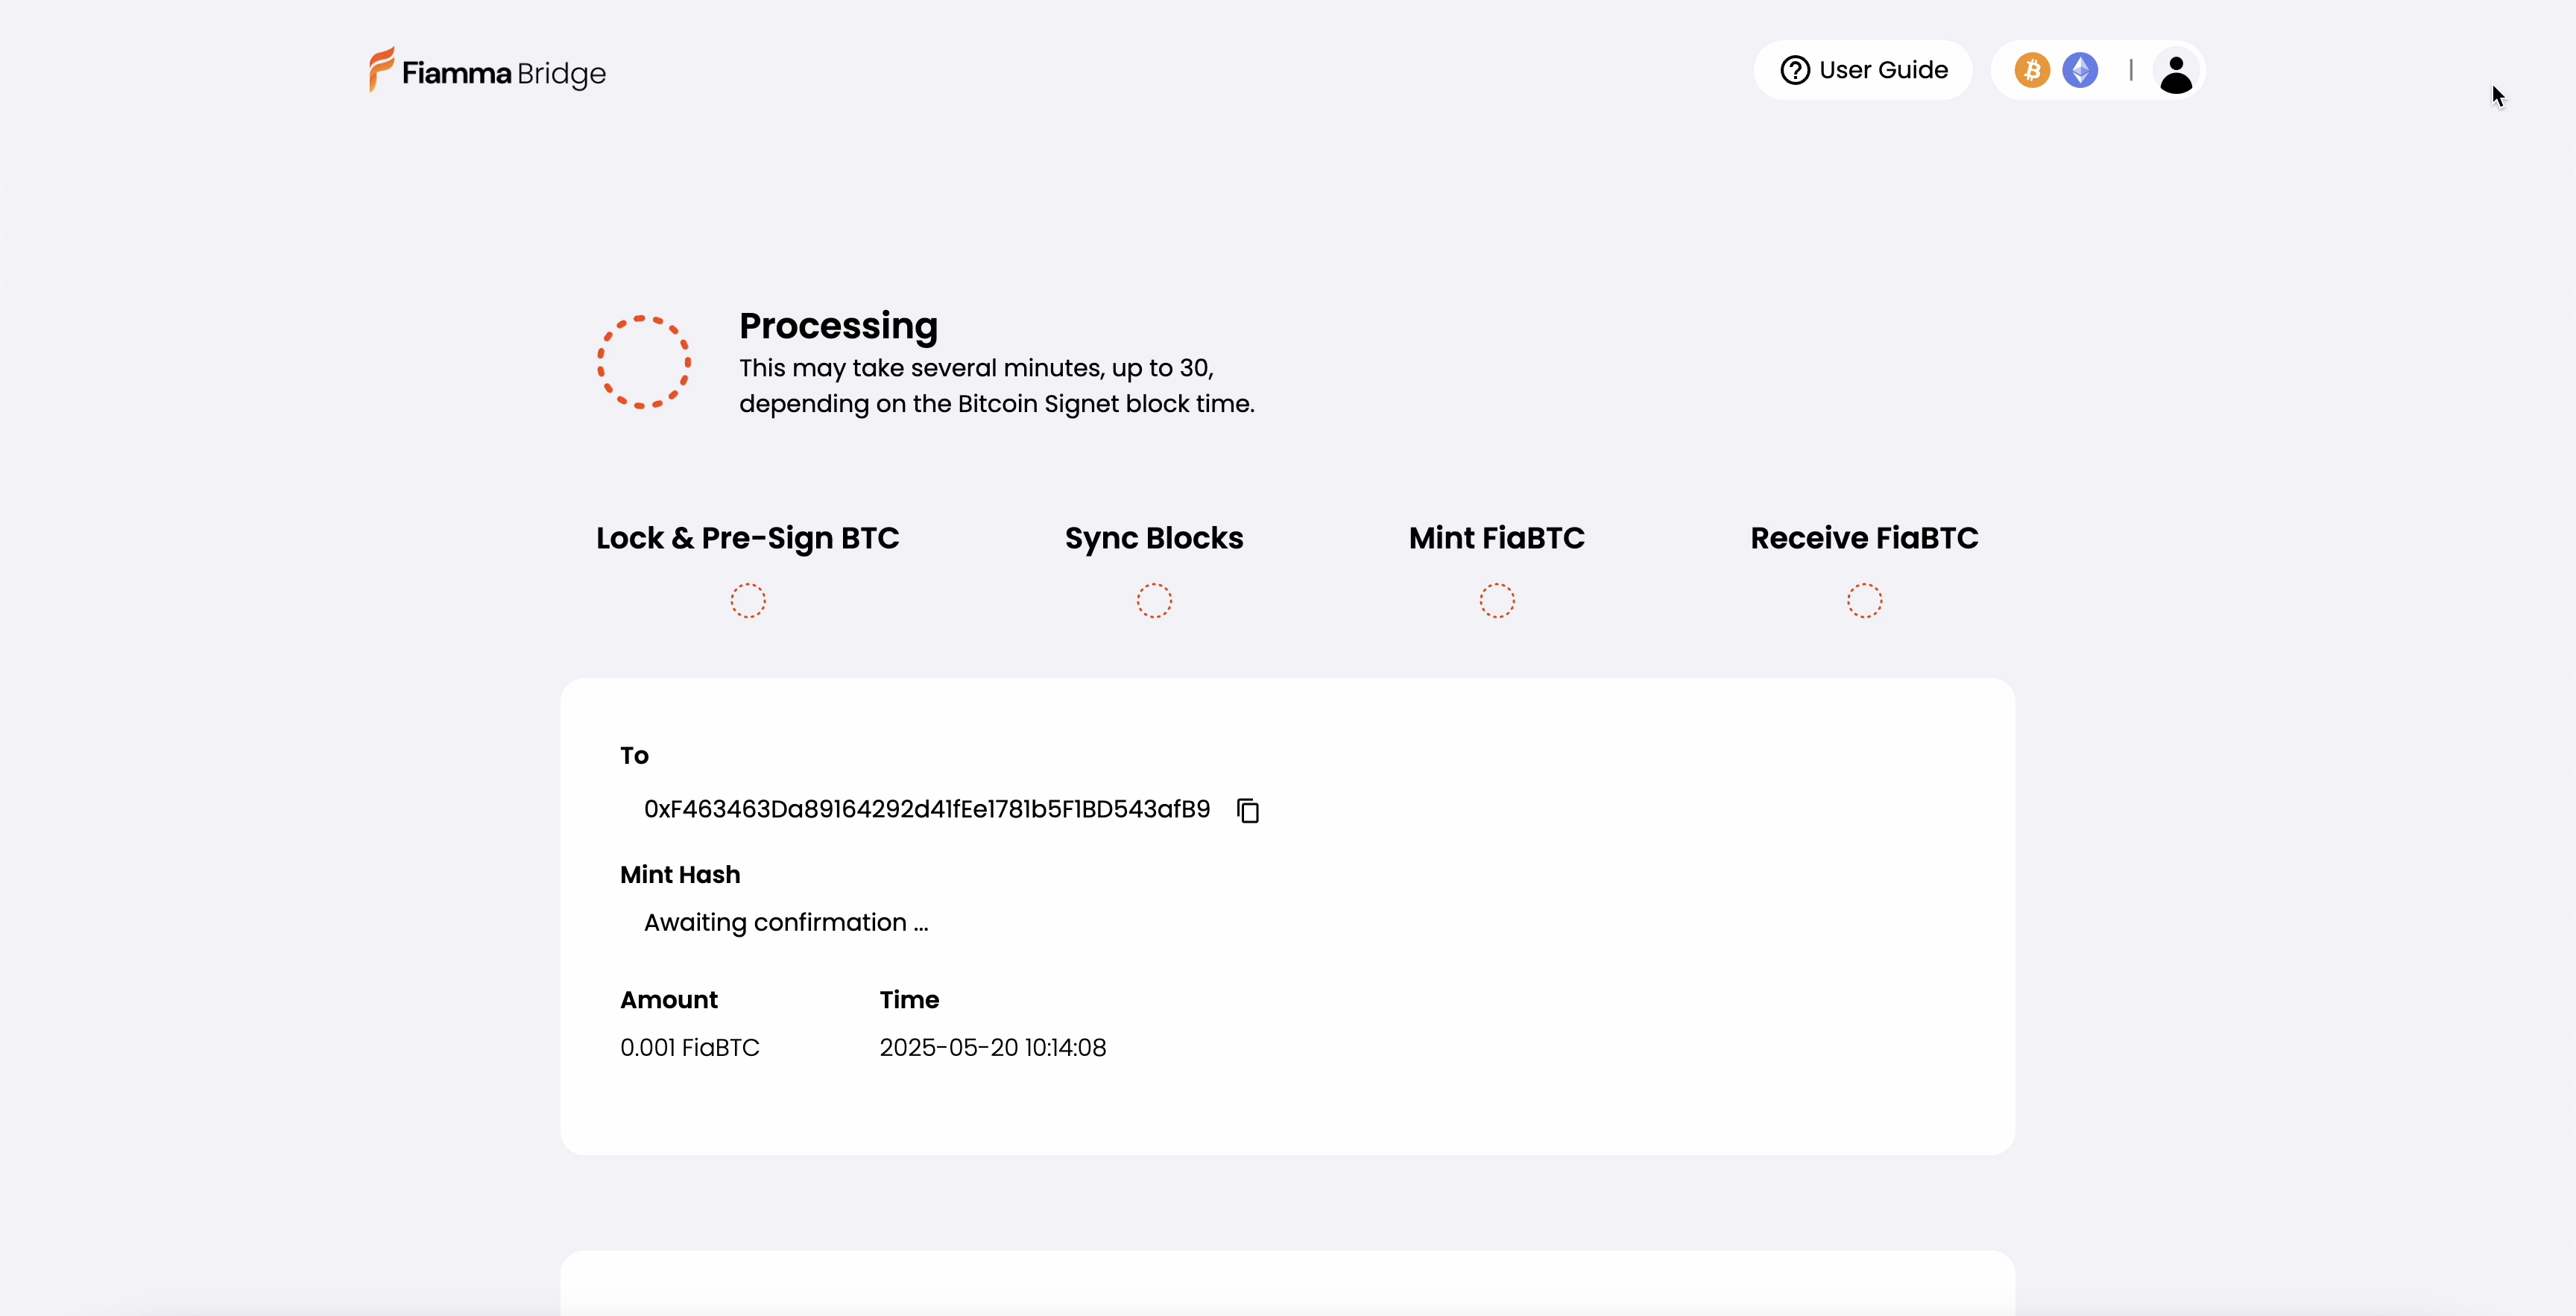 Fiamma Bridge
User Guide
Processing
This may take several minutes, up to 30,
depending on the Bitcoin Signet block time.
Lock & Pre-Sign BTC
Sync Blocks
Mint FiaBTC
Receive FiaBTC
To
0xF463463Da89164292d41fEe1781b5F1BD543afB9
Mint Hash
Awaiting confirmation ...
Amount
Time
0.001 FiaBTC
2025-05-20 10:14:08